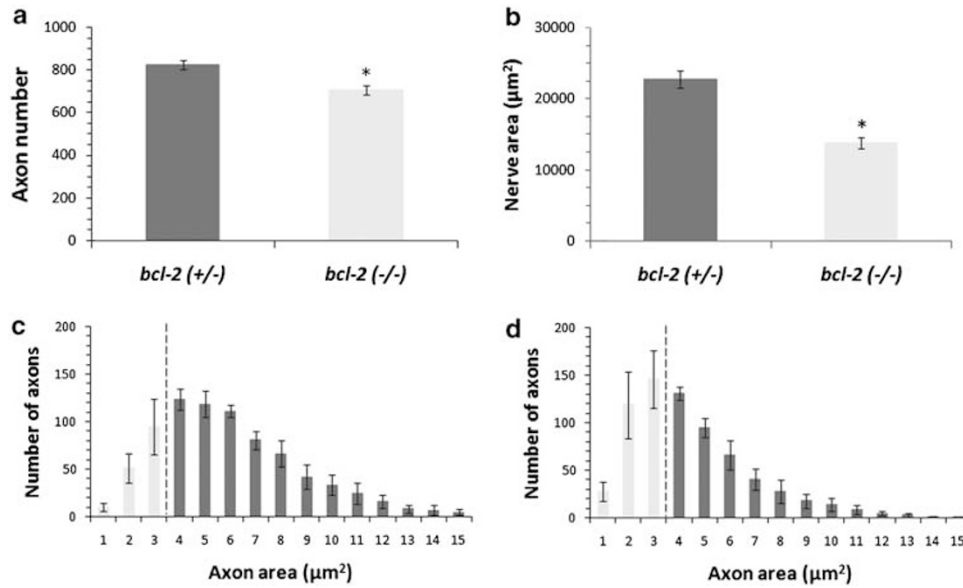 a
Axon number
1000
800
600
400
200
0
*
bcl-2 (+/-)
bcl-2 (-/-)
b
Nerve area (µm²)
30000
20000
10000
0
*
bcl-2 (+/-)
bcl-2 (-/-)
c
Number of axons
200
150
100
50
0
1 2 3 4 5 6 7 8 9 10 11 12 13 14 15
Axon area (µm²)
d
Number of axons
200
150
100
50
0
1 2 3 4 5 6 7 8 9 10 11 12 13 14 15
Axon area (µm²)